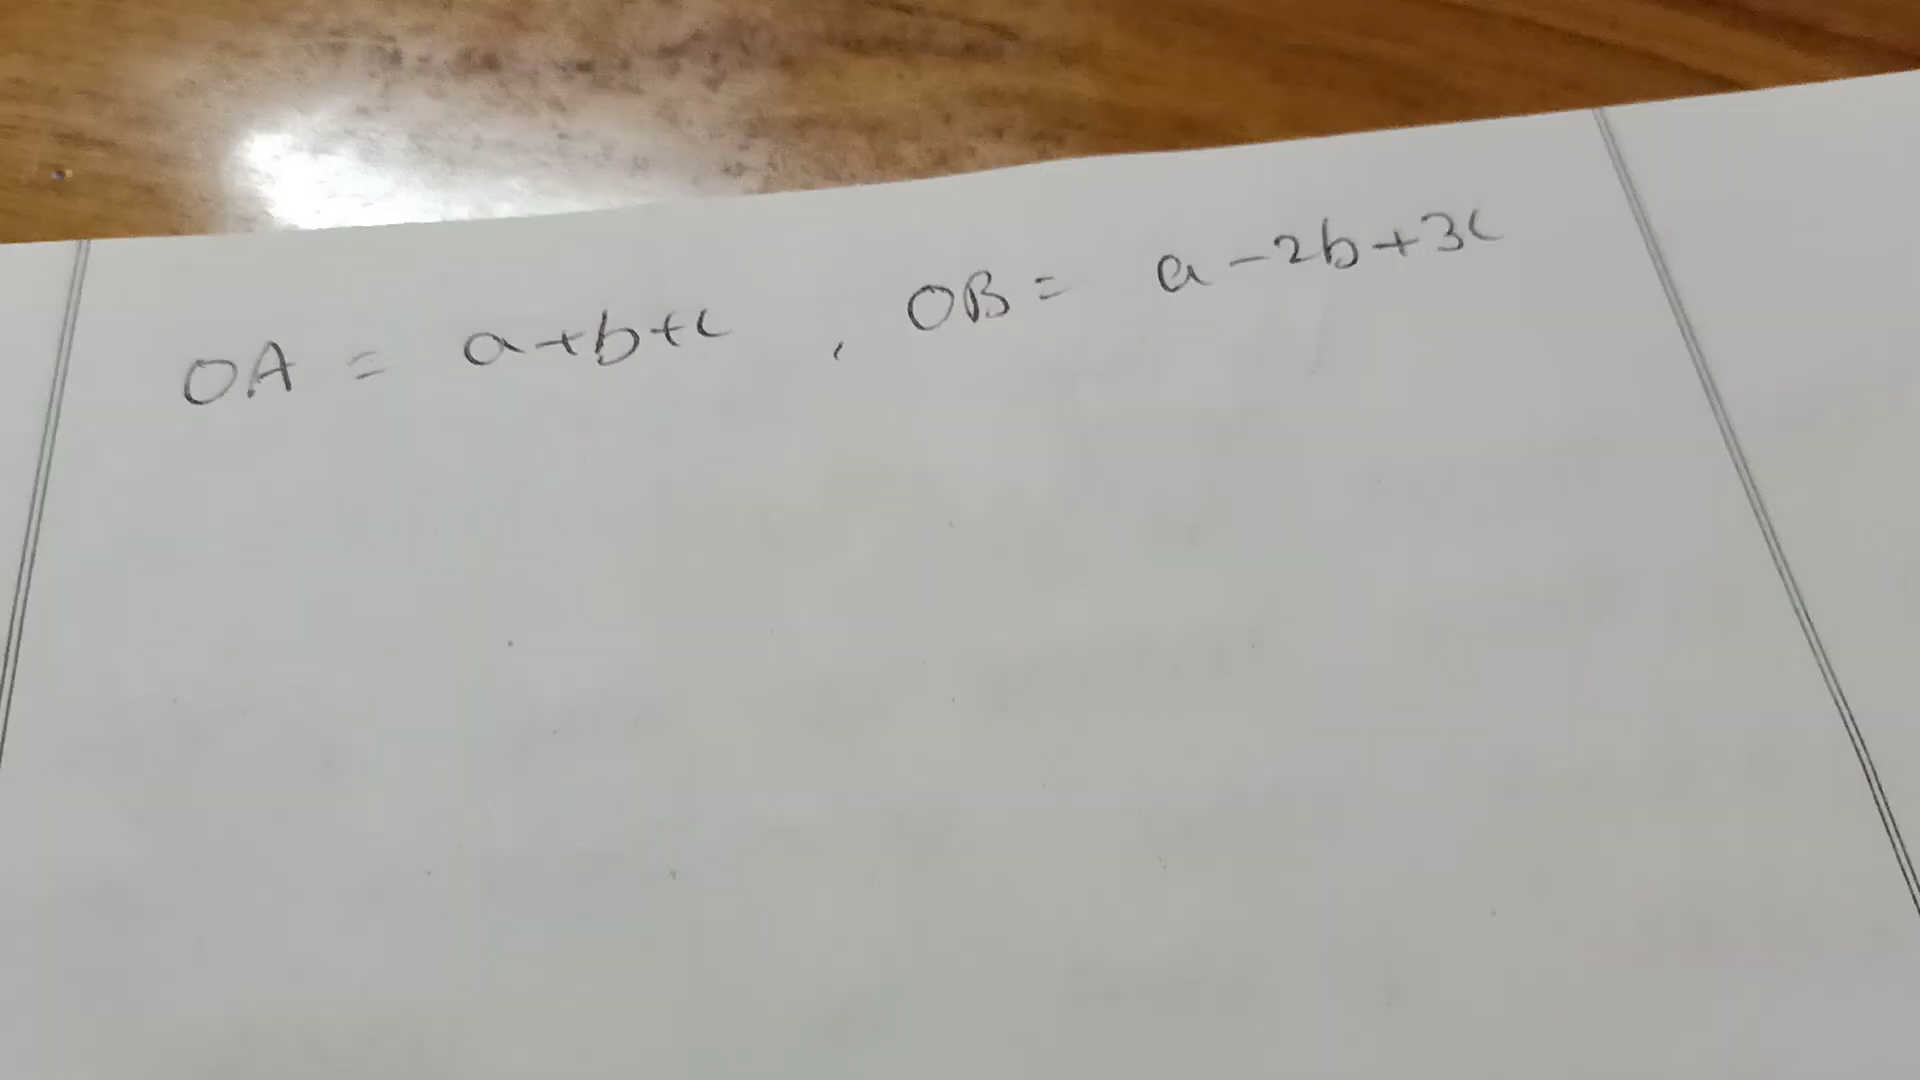 OA = a+b+c , OB = a-2b+3c